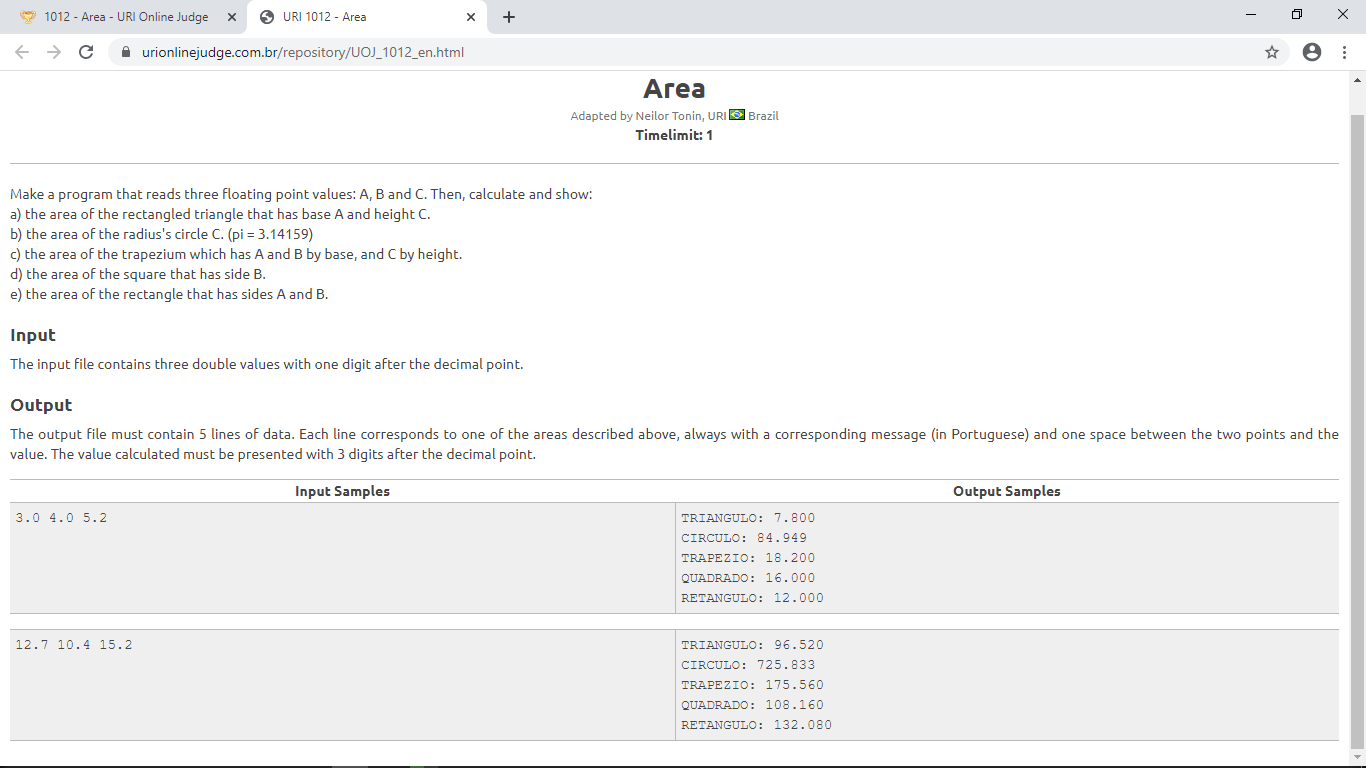 1012 - Area - URI Online Judge
URI 1012 - Area
urionlinejudge.com.br/repository/UOJ_1012_en.html
Area
Adapted by Neilor Tonin, URI Brazil
Timelimit: 1
Make a program that reads three floating point values: A, B and C. Then, calculate and show:
a) the area of the rectangled triangle that has base A and height C.
b) the area of the radius's circle C. (pi = 3.14159)
c) the area of the trapezium which has A and B by base, and C by height.
d) the area of the square that has side B.
e) the area of the rectangle that has sides A and B.
Input
The input file contains three double values with one digit after the decimal point.
Output
The output file must contain 5 lines of data. Each line corresponds to one of the areas described above, always with a corresponding message (in Portuguese) and one space between the two points and the
value. The value calculated must be presented with 3 digits after the decimal point.
Input Samples
Output Samples
3.0 4.0 5.2
TRIANGULO: 7.800
CIRCULO: 84.949
TRAPEZIO: 18.200
QUADRADO: 16.000
RETANGULO: 12.000
12.7 10.4 15.2
TRIANGULO: 96.520
CIRCULO: 725.833
TRAPEZIO: 175.560
QUADRADO: 108.160
RETANGULO: 132.080